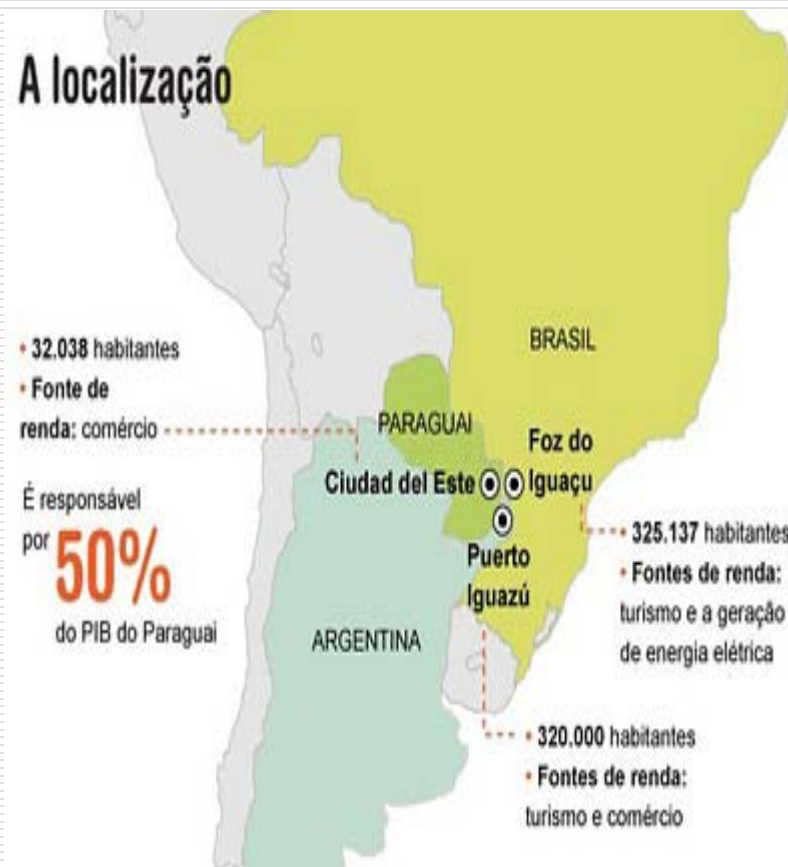 A localização
• 32.038 habitantes
• Fonte de
renda: comércio
É responsável
por 50%
do PIB do Paraguai
BRASIL
PARAGUAI
Ciudad del Este
Foz do
Iguaçu
Puerto
Iguazú
ARGENTINA
• 325.137 habitantes
• Fontes de renda:
turismo e a geração
de energia elétrica
• 320.000 habitantes
• Fontes de renda:
turismo e comércio